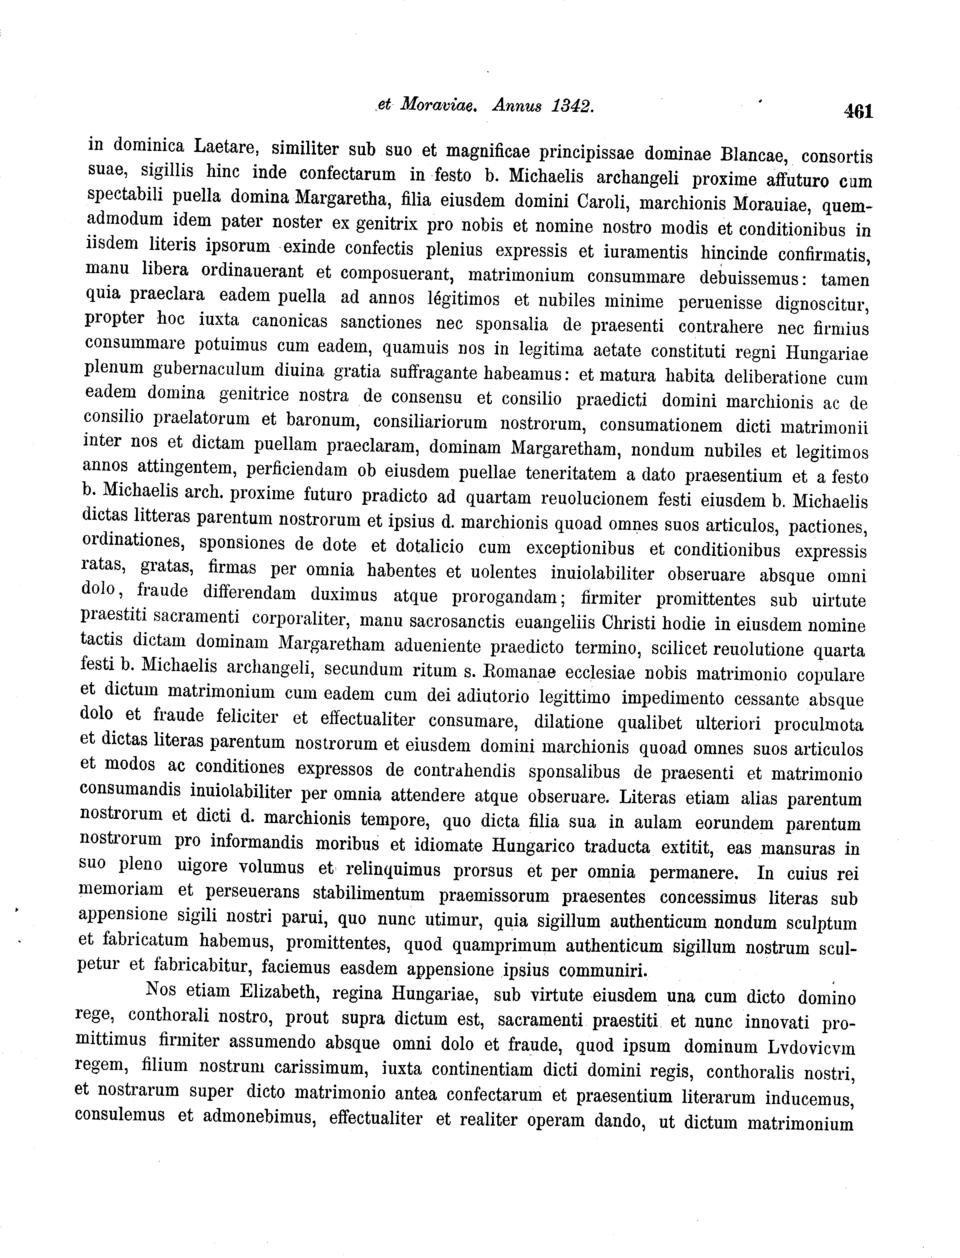 et Moraviae. Annus 1342. 461
in dominica Laetare, similiter sub suo et magnificae principissae dominae Blancae, consortis
suae, sigillis hinc inde confectarum in festo b. Michaelis archangeli proxime affuturo cum
spectabili puella domina Margaretha, filia eiusdem domini Caroli, marchionis Morauiae, quem-
admodum idem pater noster ex genitrix pro nobis et nomine nostro modis et conditionibus in
iisdem literis ipsorum exinde confectis plenius expressis et iuramentis hincinde confirmatis,
manu libera ordinauerant et composuerant, matrimonium consummare debuissemus: tamen
quia praeclara eadem puella ad annos légitimos et nubiles minime peruenisse dignoscitur,
propter hoc iuxta canonicas sanctiones nec sponsalia de praesenti contrahere nec firmius
consummare potuimus cum eadem, quamuis nos in legitima aetate constituti regni Hungariae
plenum gubernaculum diuina gratia suffragante habeamus: et matura habita deliberatione cum
eadem domina genitrice nostra de consensu et consilio praedicti domini marchionis ac de
consilio praelatorum et baronum, consiliariorum nostrorum, consumationem dicti matrimonii
inter nos et dictam puellam praeclaram, dominam Margaretham, nondum nubiles et legitimos
annos attingentem, perficiendam ob eiusdem puellae teneritatem a dato praesentium et a festo
b. Michaelis arch. proxime futuro pradicto ad quartam reuolucionem festi eiusdem b. Michaelis
dictas litteras parentum nostrorum et ipsius d. marchionis quoad omnes suos articulos, pactiones,
ordinationes, sponsiones de dote et dotalicio cum exceptionibus et conditionibus expressis
ratas, gratas, firmas per omnia habentes et uolentes inuiolabiliter obseruare absque omni
dolo, fraude differendam duximus atque prorogandam; firmiter promittentes sub uirtute
praestiti sacramenti corporaliter, manu sacrosanctis euangeliis Christi hodie in eiusdem nomine
tactis dictam dominam Margaretham adueniente praedicto termino, scilicet reuolutione quarta
festi b. Michaelis archangeli, secundum ritum s. Romanae ecclesiae nobis matrimonio copulare
et dictum matrimonium cum eadem cum dei adiutorio legittimo impedimento cessante absque
dolo et fraude feliciter et effectualiter consumare, dilatione qualibet ulteriori proculmota
et dictas literas parentum nostrorum et eiusdem domini marchionis quoad omnes suos articulos
et modos ac conditiones expressos de contrahendis sponsalibus de praesenti et matrimonio
consumandis inuiolabiliter per omnia attendere atque obseruare. Literas etiam alias parentum
nostrorum et dicti d. marchionis tempore, quo dicta filia sua in aulam eorundem parentum
nostrorum pro informandis moribus et idiomate Hungarico traducta extitit, eas mansuras in
suo pleno uigore volumus et relinquimus prorsus et per omnia permanere. In cuius rei
memoriam et perseuerans stabilimentum praemissorum praesentes concessimus literas sub
appensione sigili nostri parui, quo nunc utimur, quia sigillum authenticum nondum sculptum
et fabricatum habemus, promittentes, quod quamprimum authenticum sigillum nostrum scul-
petur et fabricabitur, faciemus easdem appensione ipsius communiri.
Nos etiam Elizabeth, regina Hungariae, sub virtute eiusdem una cum dicto domino
rege, conthorali nostro, prout supra dictum est, sacramenti praestiti et nunc innovati pro-
mittimus firmiter assumendo absque omni dolo et fraude, quod ipsum dominum Lvdovicvm
regem, filium nostrum carissimum, iuxta continentiam dicti domini regis, conthoralis nostri,
et nostrarum super dicto matrimonio antea confectarum et praesentium literarum inducemus,
consulemus et admonebimus, effectualiter et realiter operam dando, ut dictum matrimonium